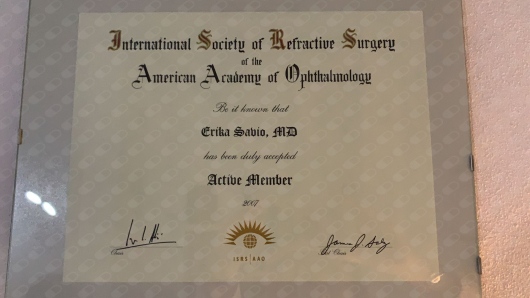 International Society of Refractive Surgery
of the
American Academy of Ophthalmology
Be it known that
Erika Savio, MD
has been duly accepted
Active Member
2007
Chair
ISRS AAO